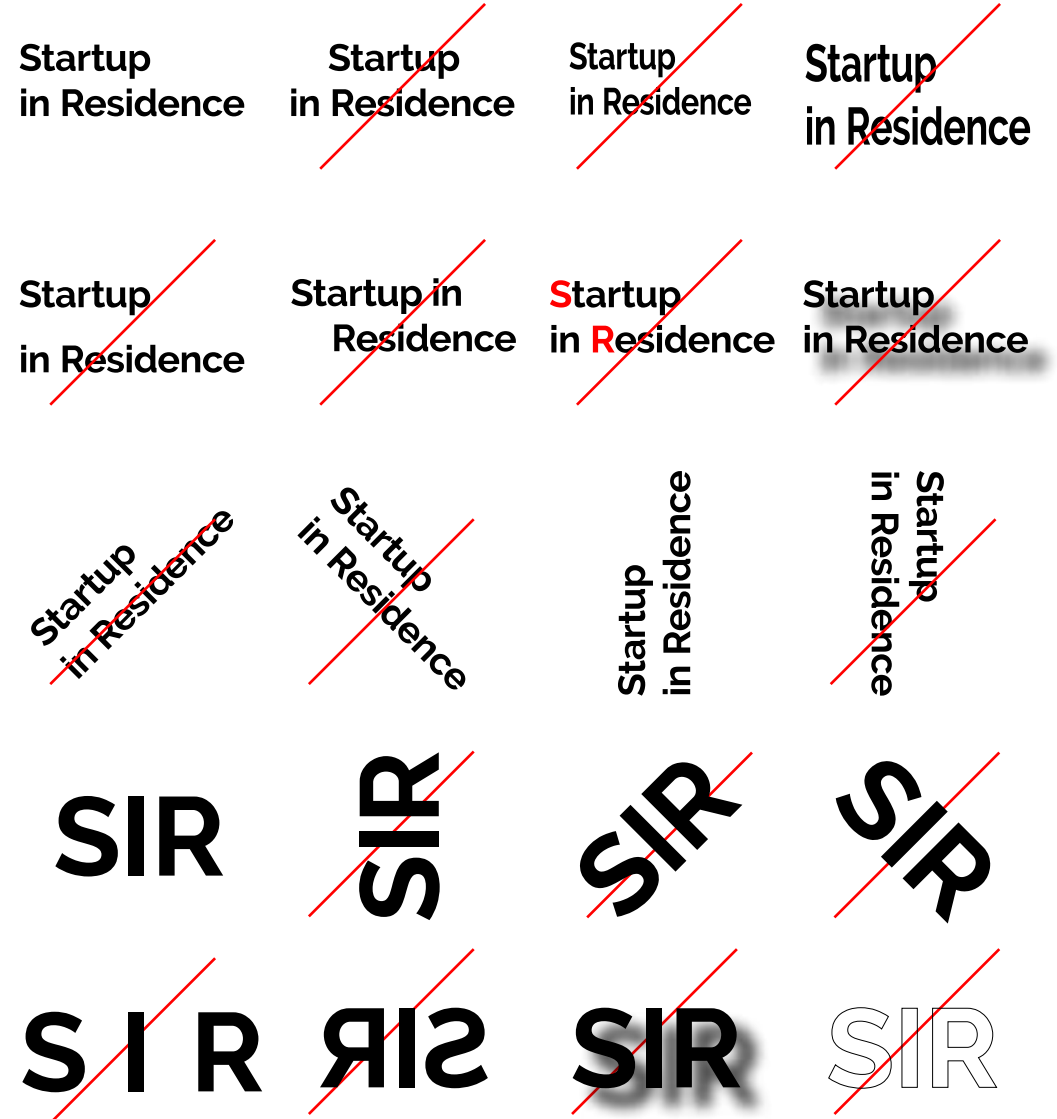 Startup
in Residence
Startup
in Residence
Startup
in Residence
Startup
in Residence
Startup
in Residence
Startup in
Residence
Startup
in Residence
Startup
in Residence
Startup
in Residence
Startup
in Residence
Startup
in Residence
Startup
in Residence
SIR
SIR
SIR
SIR
S I R
SIR
SIR
SIR